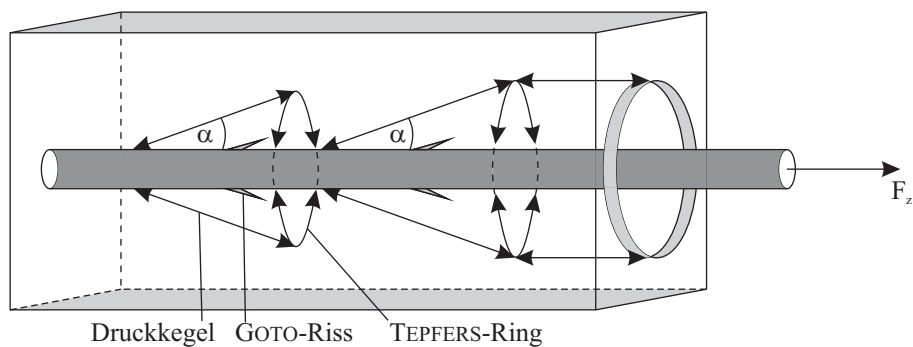 α
α
F_z
Druckkegel
GOTO-Riss
TEPFERS-Ring